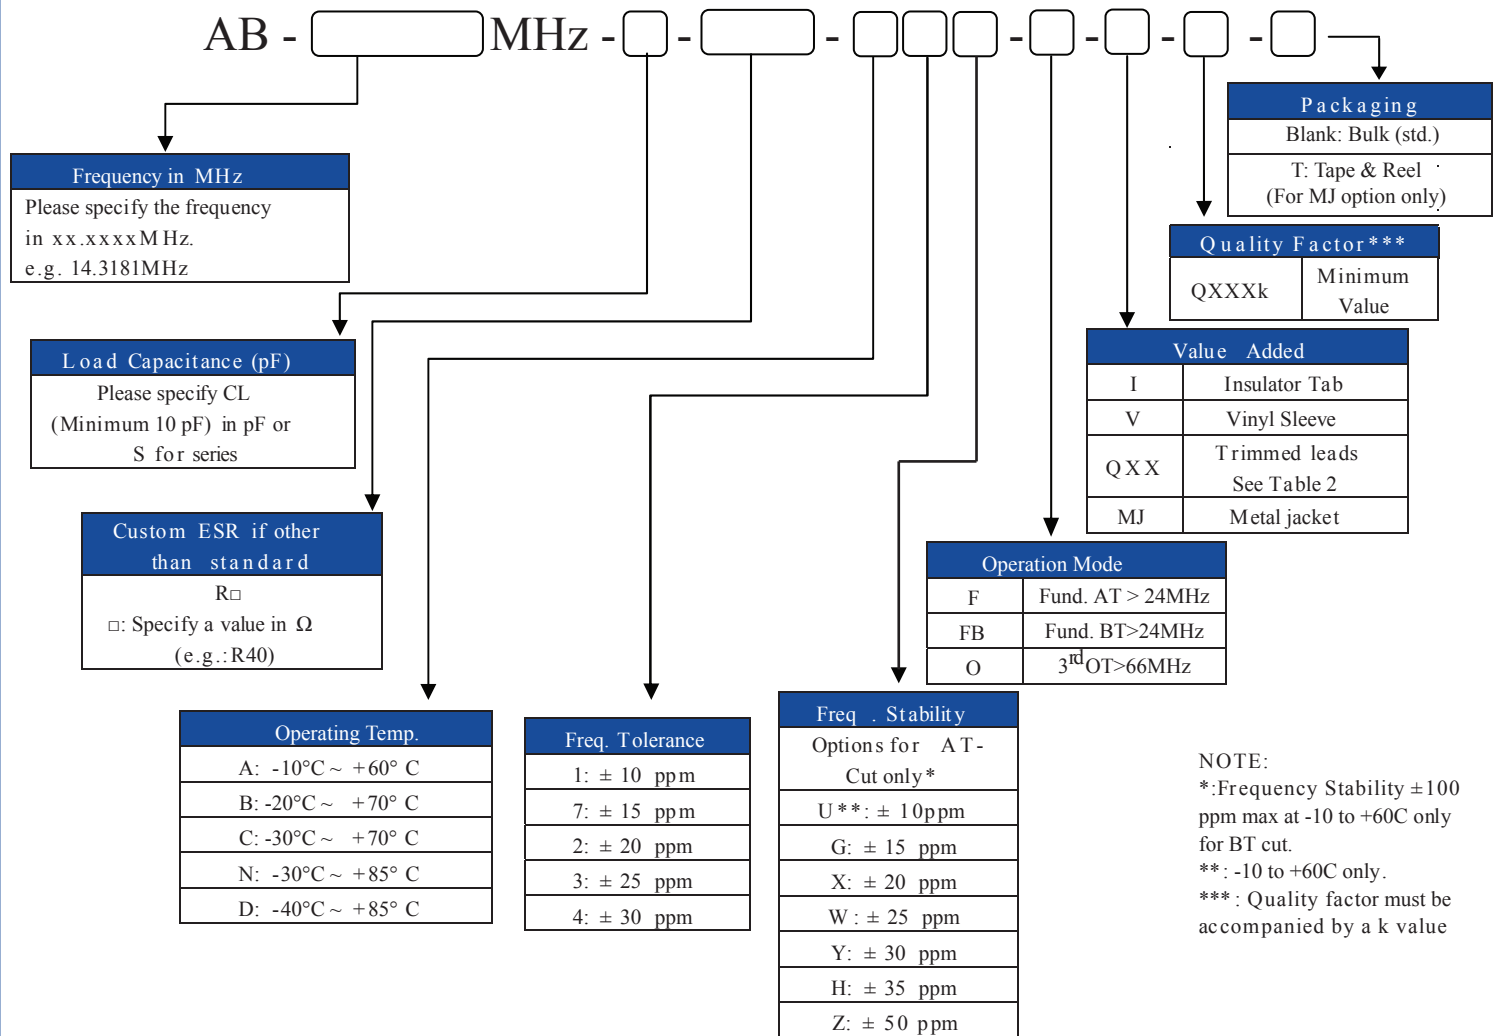 AB - MHz - - - - - - -
Packaging
Blank: Bulk (std.)
T: Tape & Reel
(For MJ option only)
Frequency in MHz
Please specify the frequency
in xx.xxxxMHz.
e.g. 14.3181MHz
Quality Factor***
QXXXk
Minimum
Value
Load Capacitance (pF)
Please specify CL
(Minimum 10 pF) in pF or
S for series
Value Added
I Insulator Tab
V Vinyl Sleeve
QXX
Trimmed leads
See Table 2
MJ Metal jacket
Custom ESR if other
than standard
R□
□: Specify a value in Ω
(e.g.:R40)
Operation Mode
F Fund. AT > 24MHz
FB Fund. BT>24MHz
O 3rdOT>66MHz
Operating Temp.
A: -10°C ~ +60° C
B: -20°C ~ +70° C
C: -30°C ~ +70° C
N: -30°C ~ +85° C
D: -40°C ~ +85° C
Freq. Tolerance
1: ± 10 ppm
7: ± 15 ppm
2: ± 20 ppm
3: ± 25 ppm
4: ± 30 ppm
Freq . Stability
Options for AT-
Cut only*
U**: ± 10ppm
G: ± 15 ppm
X: ± 20 ppm
W : ± 25 ppm
Y: ± 30 ppm
H: ± 35 ppm
Z: ± 50 ppm
NOTE:
*:Frequency Stability ±100
ppm max at -10 to +60C only
for BT cut.
** : -10 to +60C only.
*** : Quality factor must be
accompanied by a k value